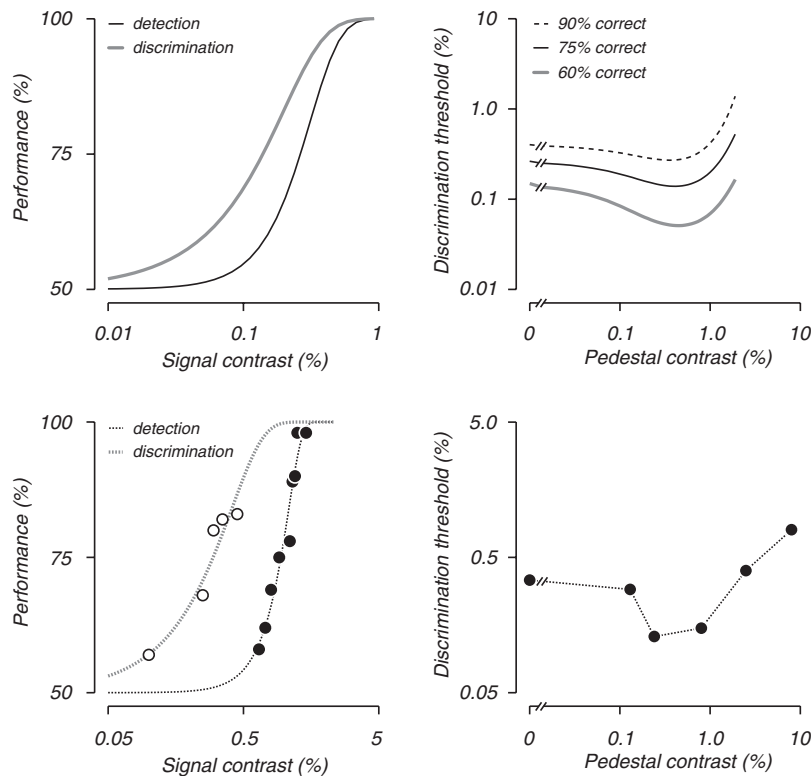 100
75
50
Performance (%)
detection
discrimination
0.01
0.1
1
Signal contrast (%)
10
1.0
0.1
0.01
Discrimination threshold (%)
90% correct
75% correct
60% correct
0
0.1
1.0
10
Pedestal contrast (%)
100
75
50
Performance (%)
detection
discrimination
0.05
0.5
5
Signal contrast (%)
5.0
0.5
0.05
Discrimination threshold (%)
0
0.1
1.0
10
Pedestal contrast (%)